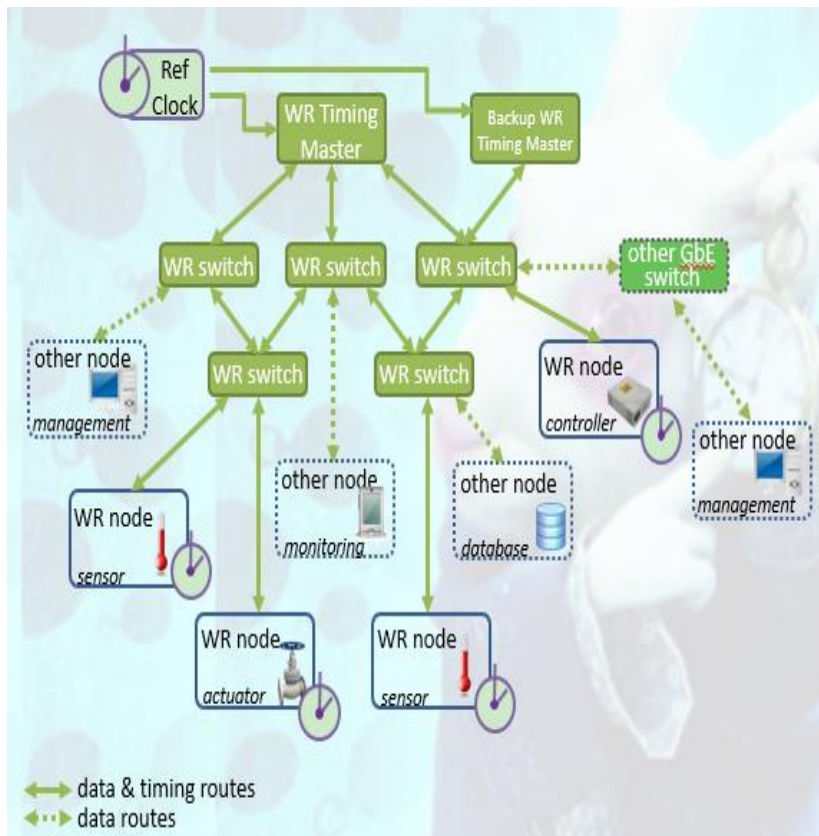 Ref
Clock
WR Timing
Master
Backup WR
Timing Master
WR switch
WR switch
WR switch
other GbE
switch
other node
management
WR switch
WR switch
WR node
controller
other node
management
WR node
sensor
other node
monitoring
other node
database
WR node
actuator
WR node
sensor
data & timing routes
data routes